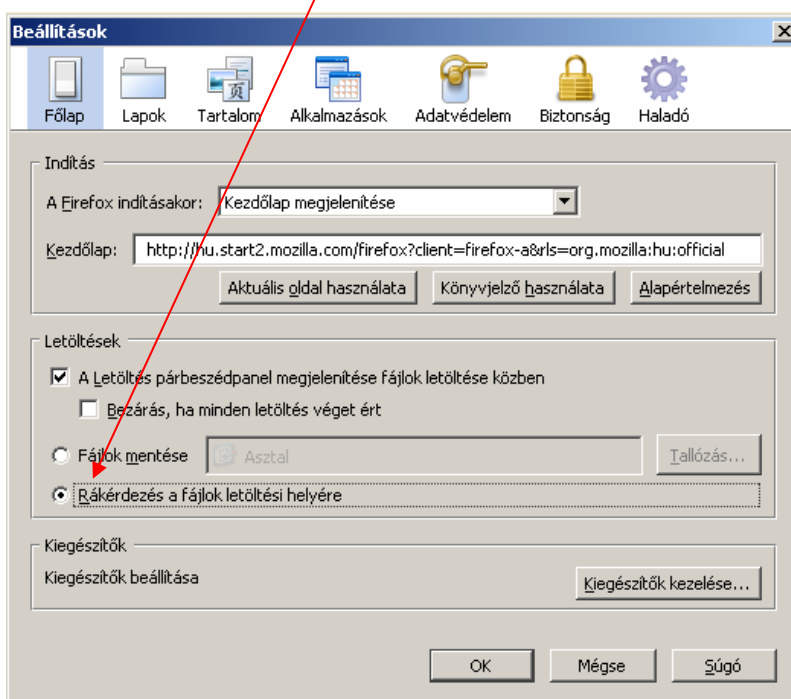 Beállítások
Főlap Lapok Tartalom Alkalmazások Adatvédelem Biztonság Haladó
Indítás
A Firefox indításakor: Kezdőlap megjelenítése
Kezdőlap: http://hu.start2.mozilla.com/firefox?client=firefox-a&rls=org.mozilla:hu:official
Aktuális oldal használata Könyvjelző használata Alapértelmezés
Letöltések
A Letöltés párbeszédpanel megjelenítése fájlok letöltése közben
Bezárás, ha minden letöltés véget ért
Fájlok mentése Asztal Tallózás...
Rákérdezés a fájlok letöltési helyére
Kiegészítők
Kiegészítők beállítása Kiegészítők kezelése...
OK Mégse Súgó